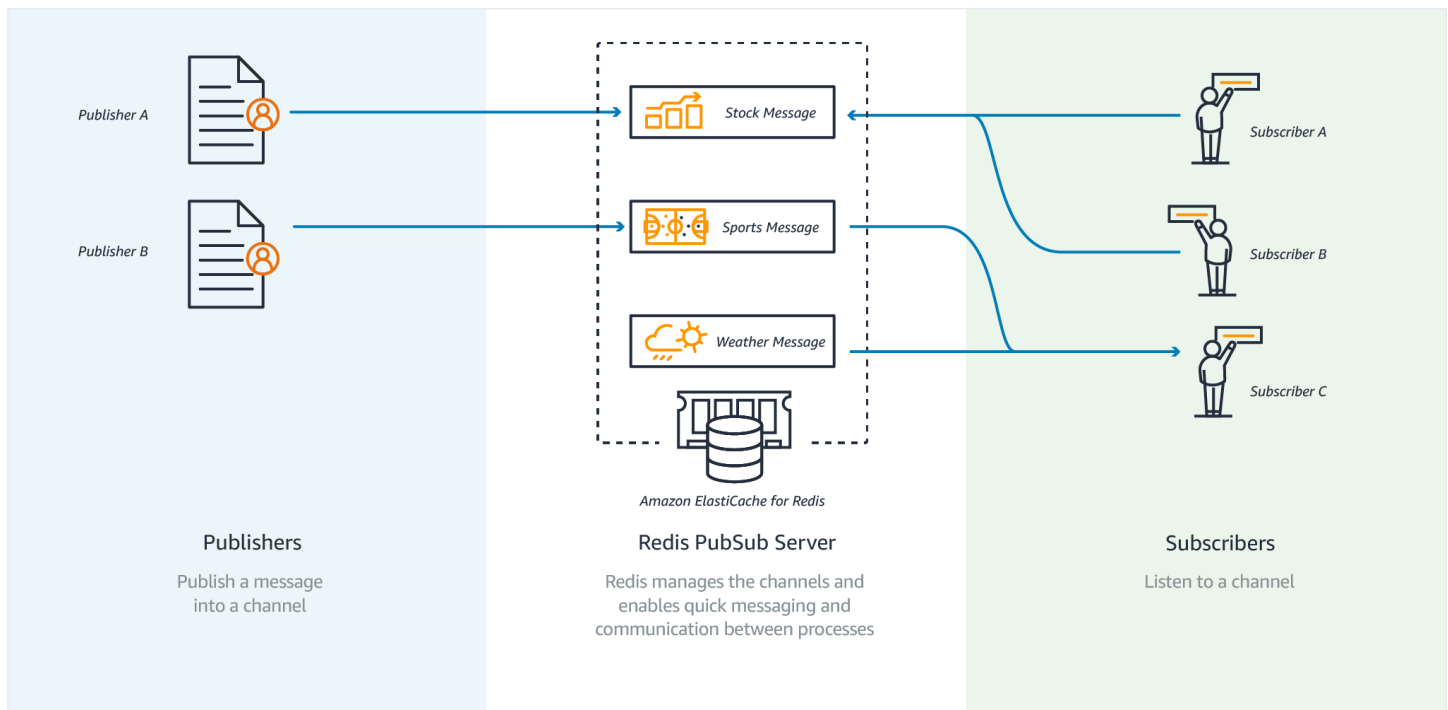 Publisher A
Publisher B
Stock Message
Sports Message
Weather Message
Amazon ElastiCache for Redis
Subscriber A
Subscriber B
Subscriber C
Publishers
Publish a message
into a channel
Redis PubSub Server
Redis manages the channels and
enables quick messaging and
communication between processes
Subscribers
Listen to a channel